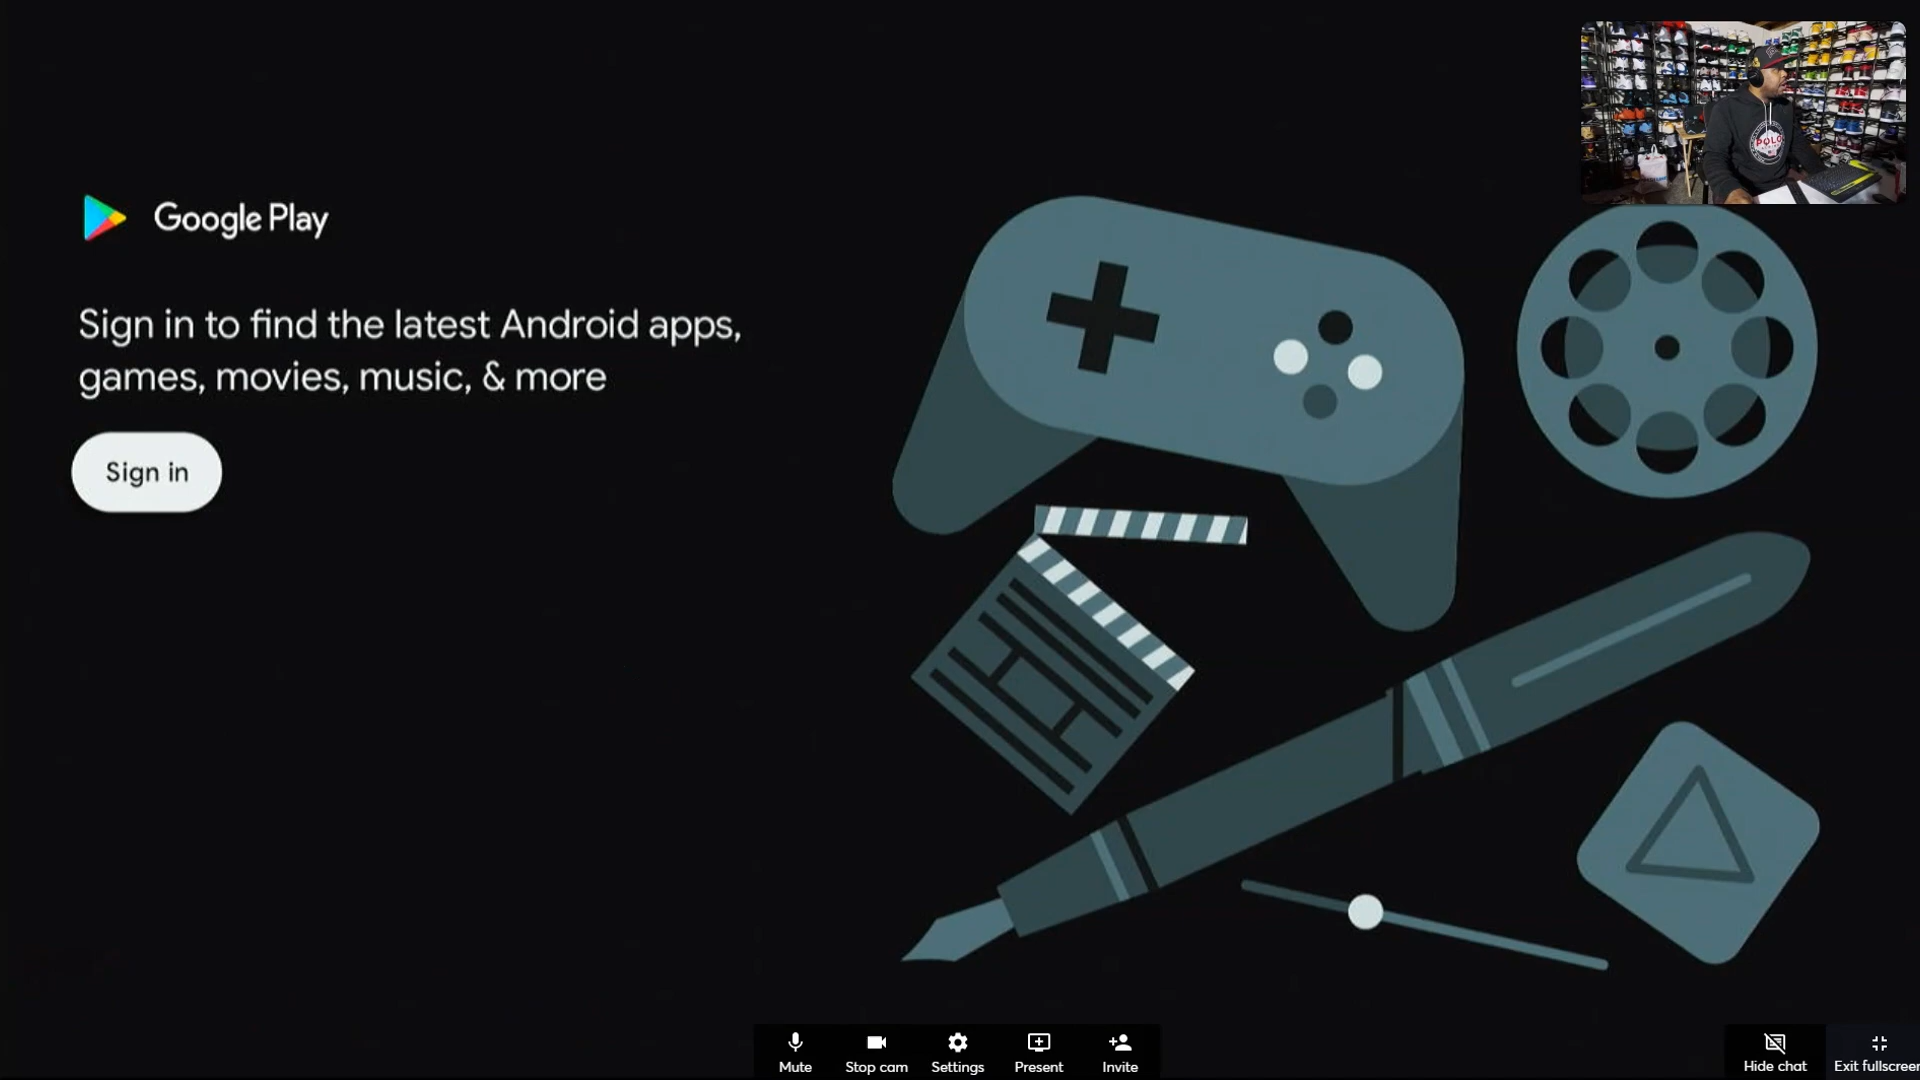 Google Play
Sign in to find the latest Android apps,
games, movies, music, & more
Sign in
POLO
Mute
Stop cam
Settings
Present
Invite
Hide chat
Exit fullscreen